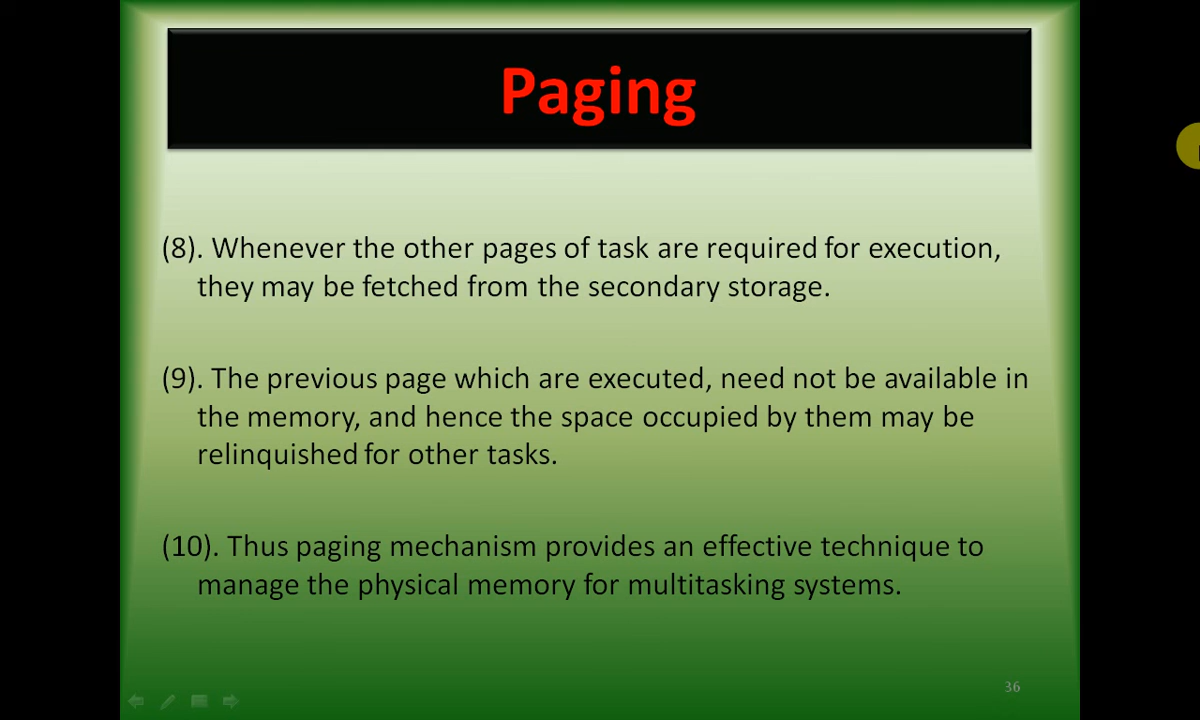 Paging
(8). Whenever the other pages of task are required for execution,
they may be fetched from the secondary storage.
(9). The previous page which are executed, need not be available in
the memory, and hence the space occupied by them may be
relinquished for other tasks.
(10). Thus paging mechanism provides an effective technique to
manage the physical memory for multitasking systems.
36